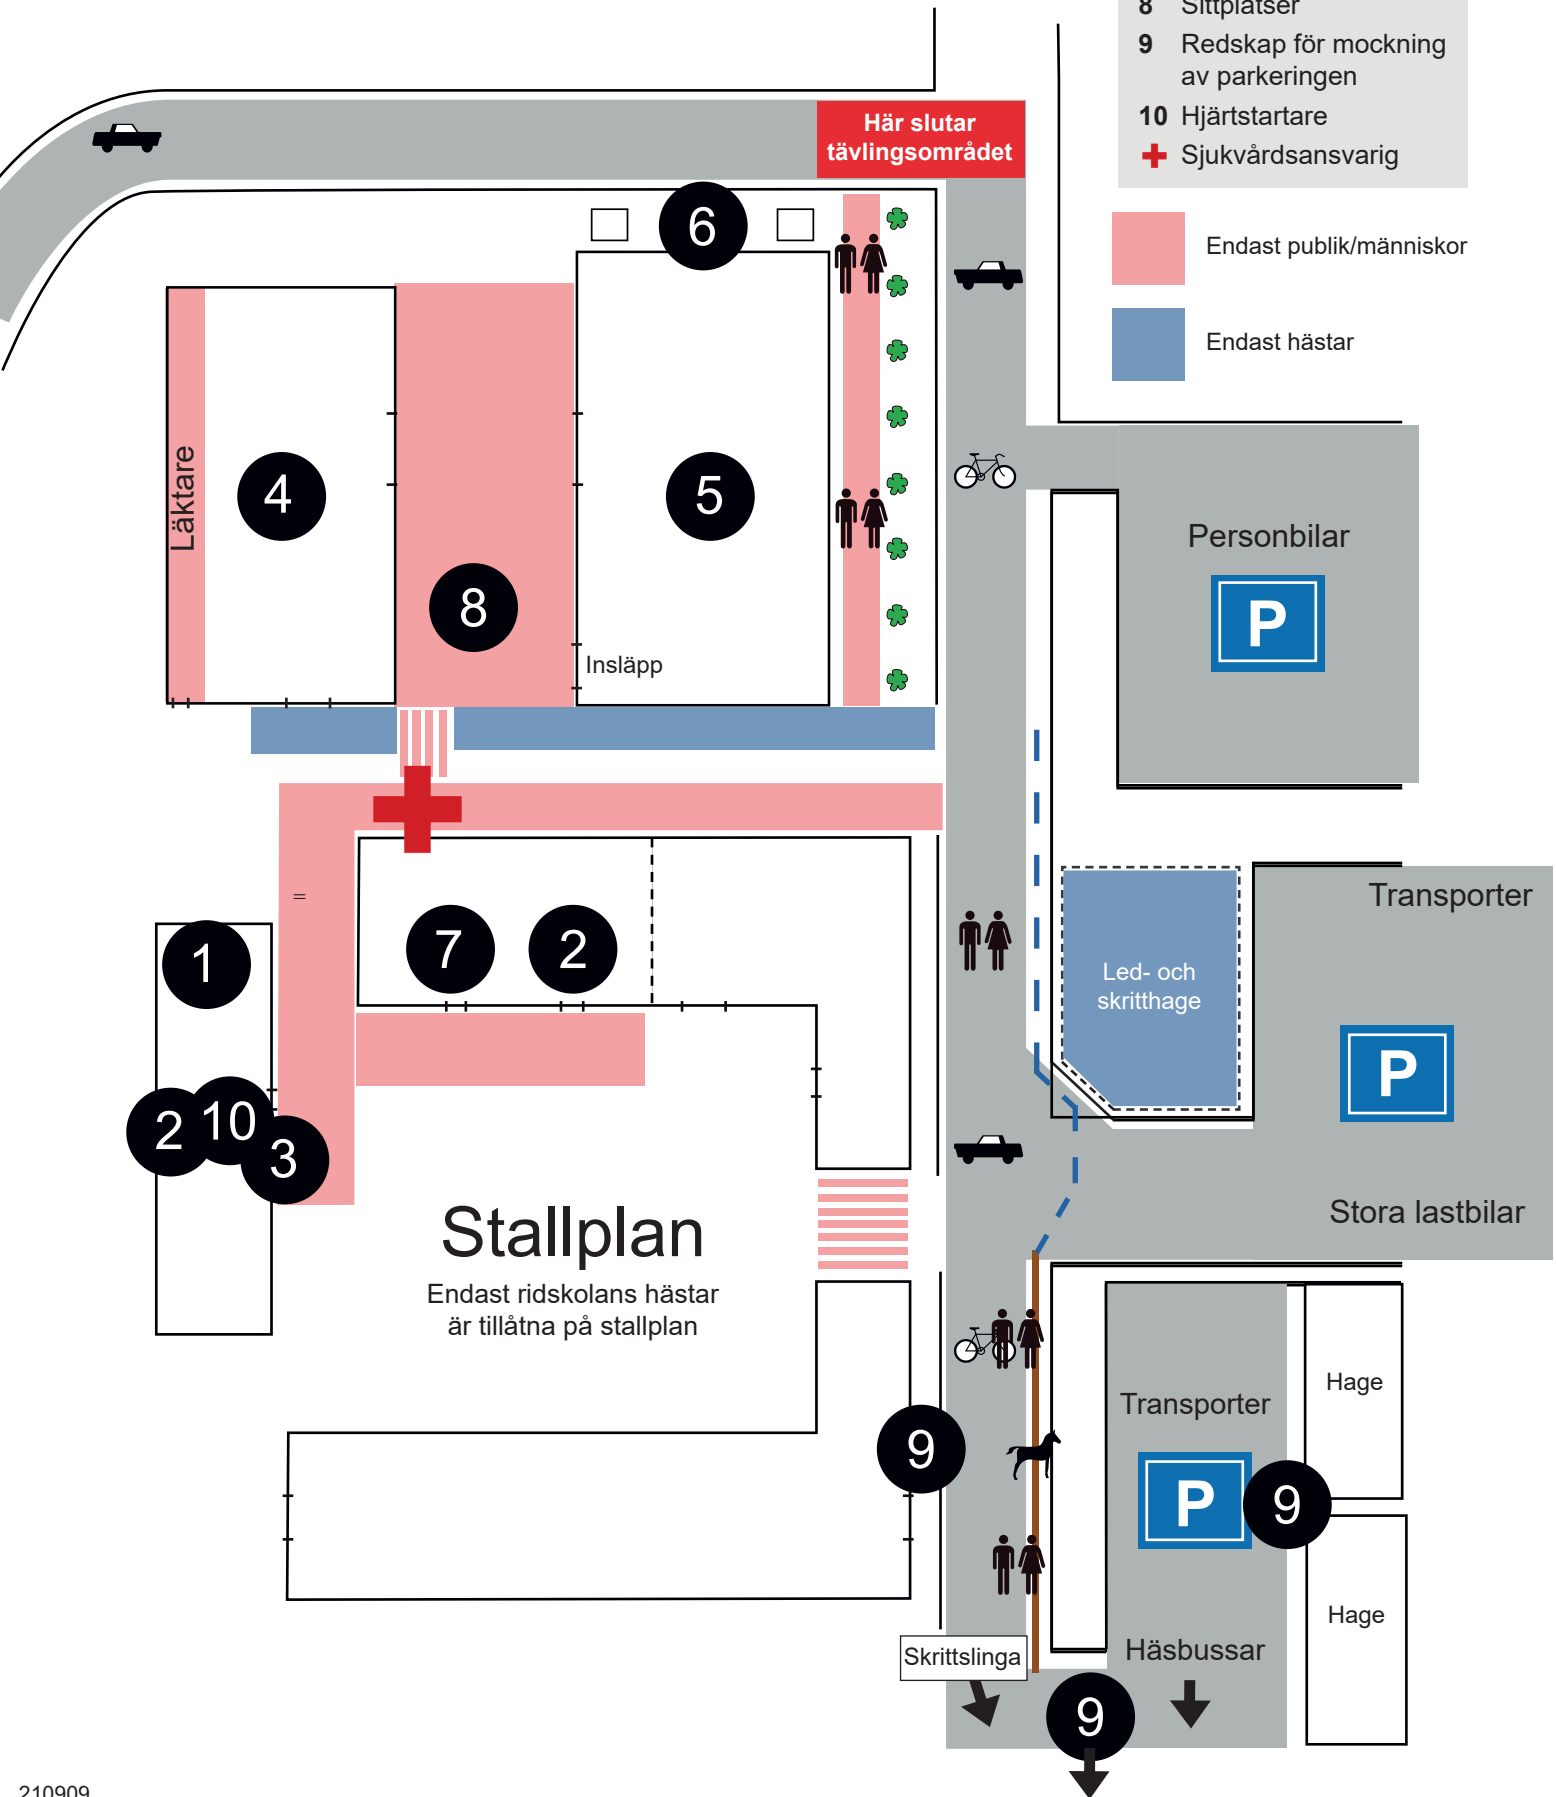 8 Sittplatser
9 Redskap för mockning
av parkeringen
10 Hjärtstartare
Sjukvårdsansvarig
Här slutar
tävlingsområdet
Endast publik/människor
Endast hästar
6
Läktare
4
5
8
Insläpp
Personbilar
P
=
1
7
2
2
10
3
Led- och
skritthage
Transporter
P
Stora lastbilar
Stallplan
Endast ridskolans hästar
är tillåtna på stallplan
9
Transporter
P
9
Hage
Hage
Skrittslinga
Häsbussar
9
210909